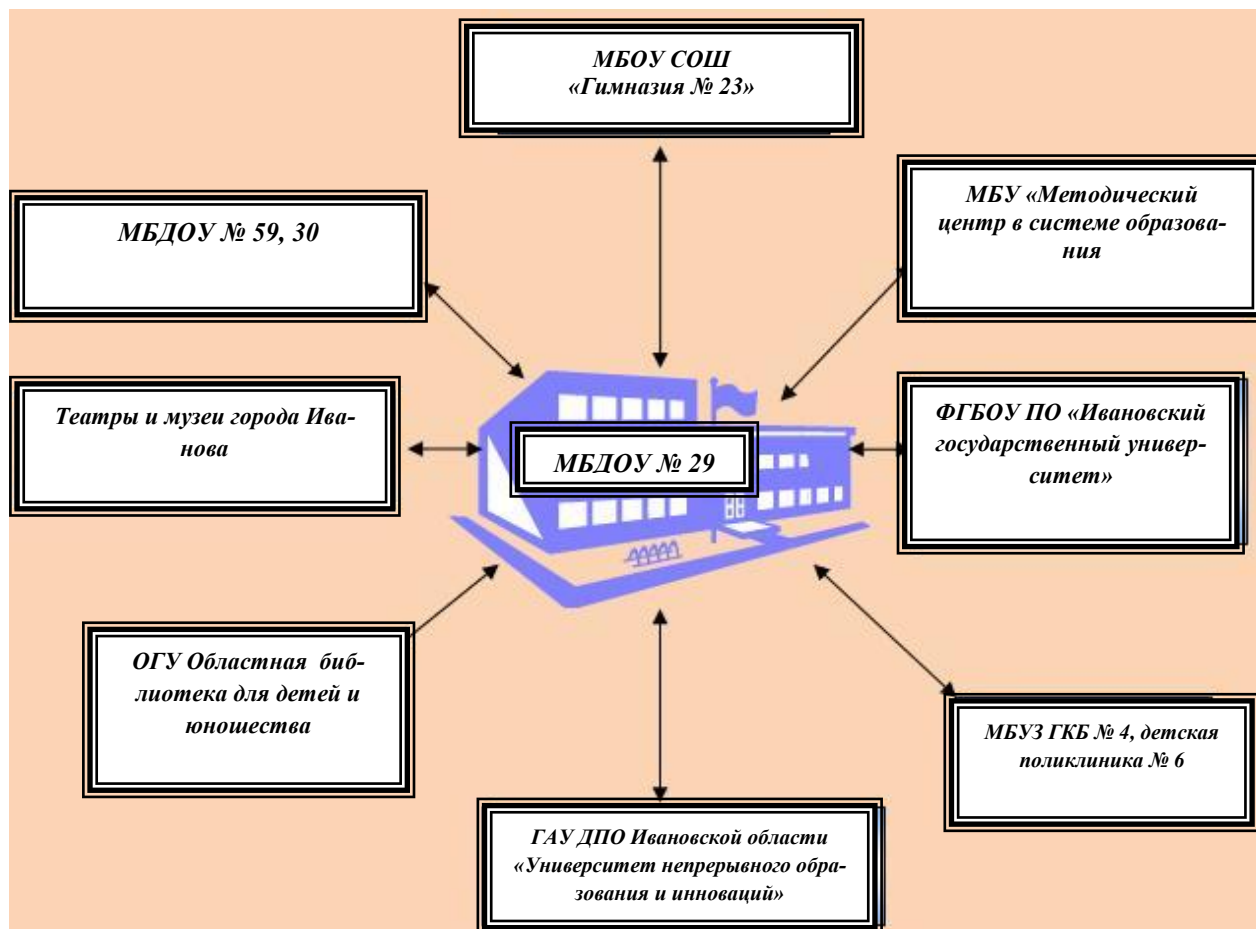 МБОУ СОШ
«Гимназия № 23»
МБДОУ № 59, 30
МБУ «Методический
центр в системе образова-
ния
Театры и музеи города Ива-
нова
МБДОУ № 29
ФГБОУ ПО «Ивановский
государственный универ-
ситет»
ОГУ Областная биб-
лиотека для детей и
юношества
МБУЗ ГКБ № 4, детская
поликлиника № 6
ГАУ ДПО Ивановской области
«Университет непрерывного обра-
зования и инноваций»